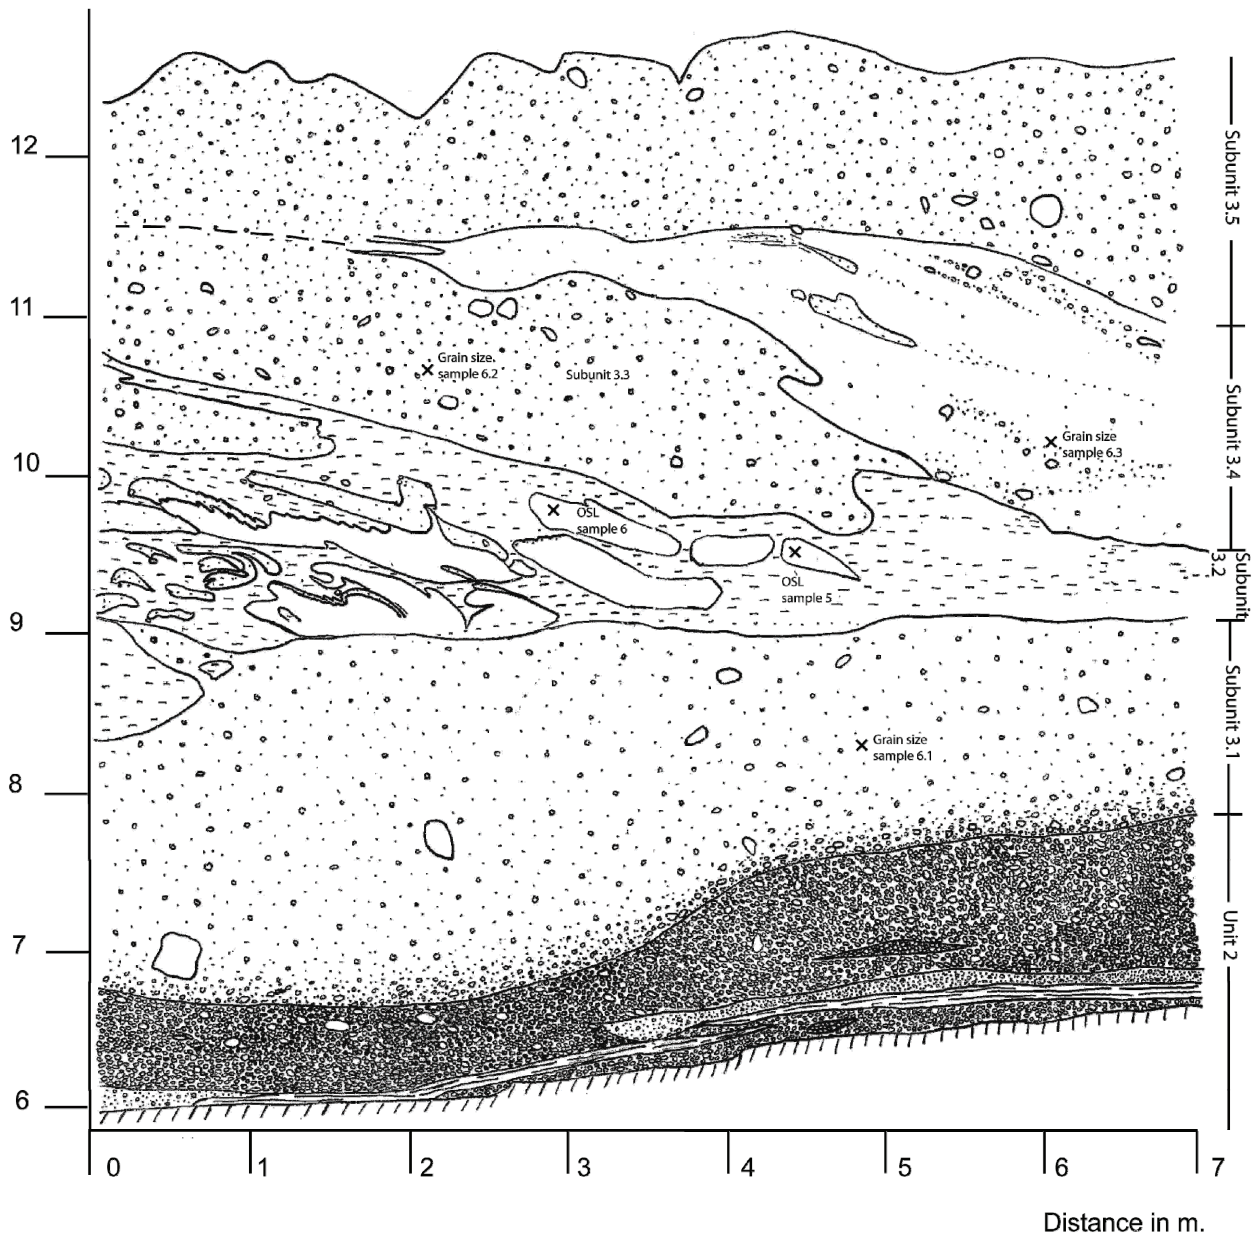 12
11
10
9
8
7
6
Grain size.
sample 6.2
Subunit 3.3
Grain size
sample 6.3
OSL
sample 6
OSL
sample 5
Grain size
sample 6.1
Subunit 3.5
Subunit 3.4
Subunit
3.2
Subunit 3.1
Unit 2
0 1 2 3 4 5 6 7
Distance in m.